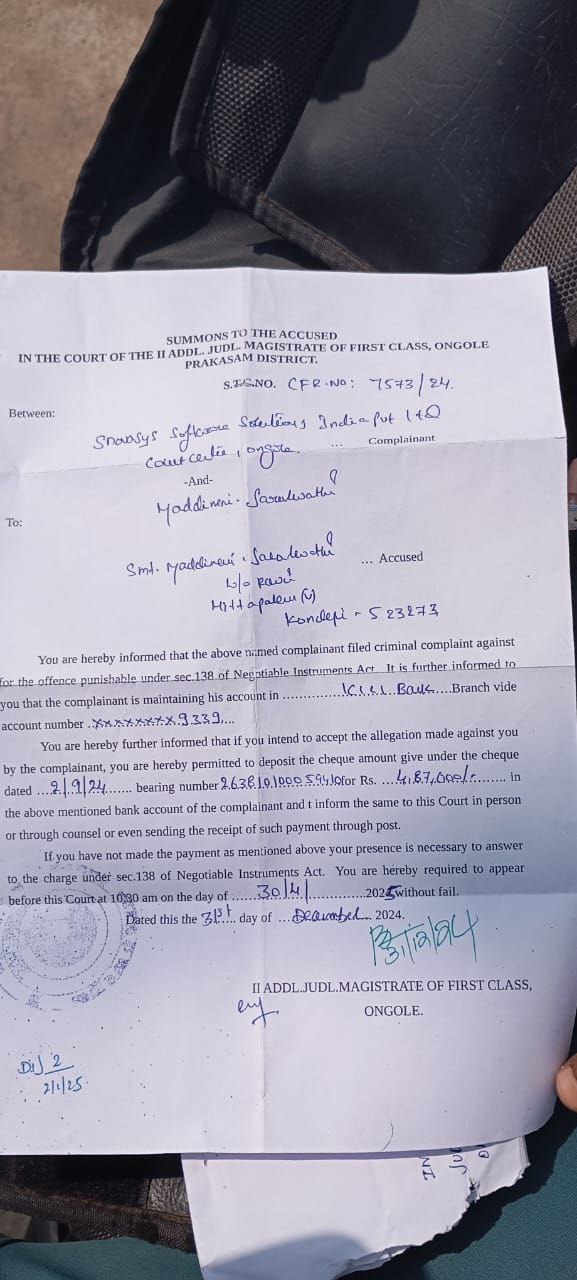 SUMMONS TO THE ACCUSED
IN THE COURT OF THE II ADDL. JUDL. MAGISTRATE OF FIRST CLASS, ONGOLE
PRAKASAM DISTRICT.
S.T.C.NO. CFR.NO: 7573/24.
Between:
Software Solutions India Pvt Ltd
... Complainant
, Ongole.
-And-
Maddineni.
To:
Smt. Maddineni.
... Accused
W/o Ravi
(V)
Kondepi - 523273
You are hereby informed that the above named complainant filed criminal complaint against
for the offence punishable under sec.138 of Negotiable Instruments Act. It is further informed to
you that the complainant is maintaining his account in .............. Bank....Branch vide
account number .xxxxxxxx9339....
You are hereby further informed that if you intend to accept the allegation made against you
by the complainant, you are hereby permitted to deposit the cheque amount give under the cheque
dated ...2/9/24...... bearing number for Rs. ...4,87,000/-........ in
the above mentioned bank account of the complainant and t inform the same to this Court in person
or through counsel or even sending the receipt of such payment through post.
If you have not made the payment as mentioned above your presence is necessary to answer
to the charge under sec.138 of Negotiable Instruments Act. You are hereby required to appear
before this Court at 10.30 am on the day of ......30/4/..............2025 without fail.
Dated this the 31st.... day of ...December... 2024.
31/12/24
II ADDL.JUDL.MAGISTRATE OF FIRST CLASS,
ONGOLE.
2
2/1/25